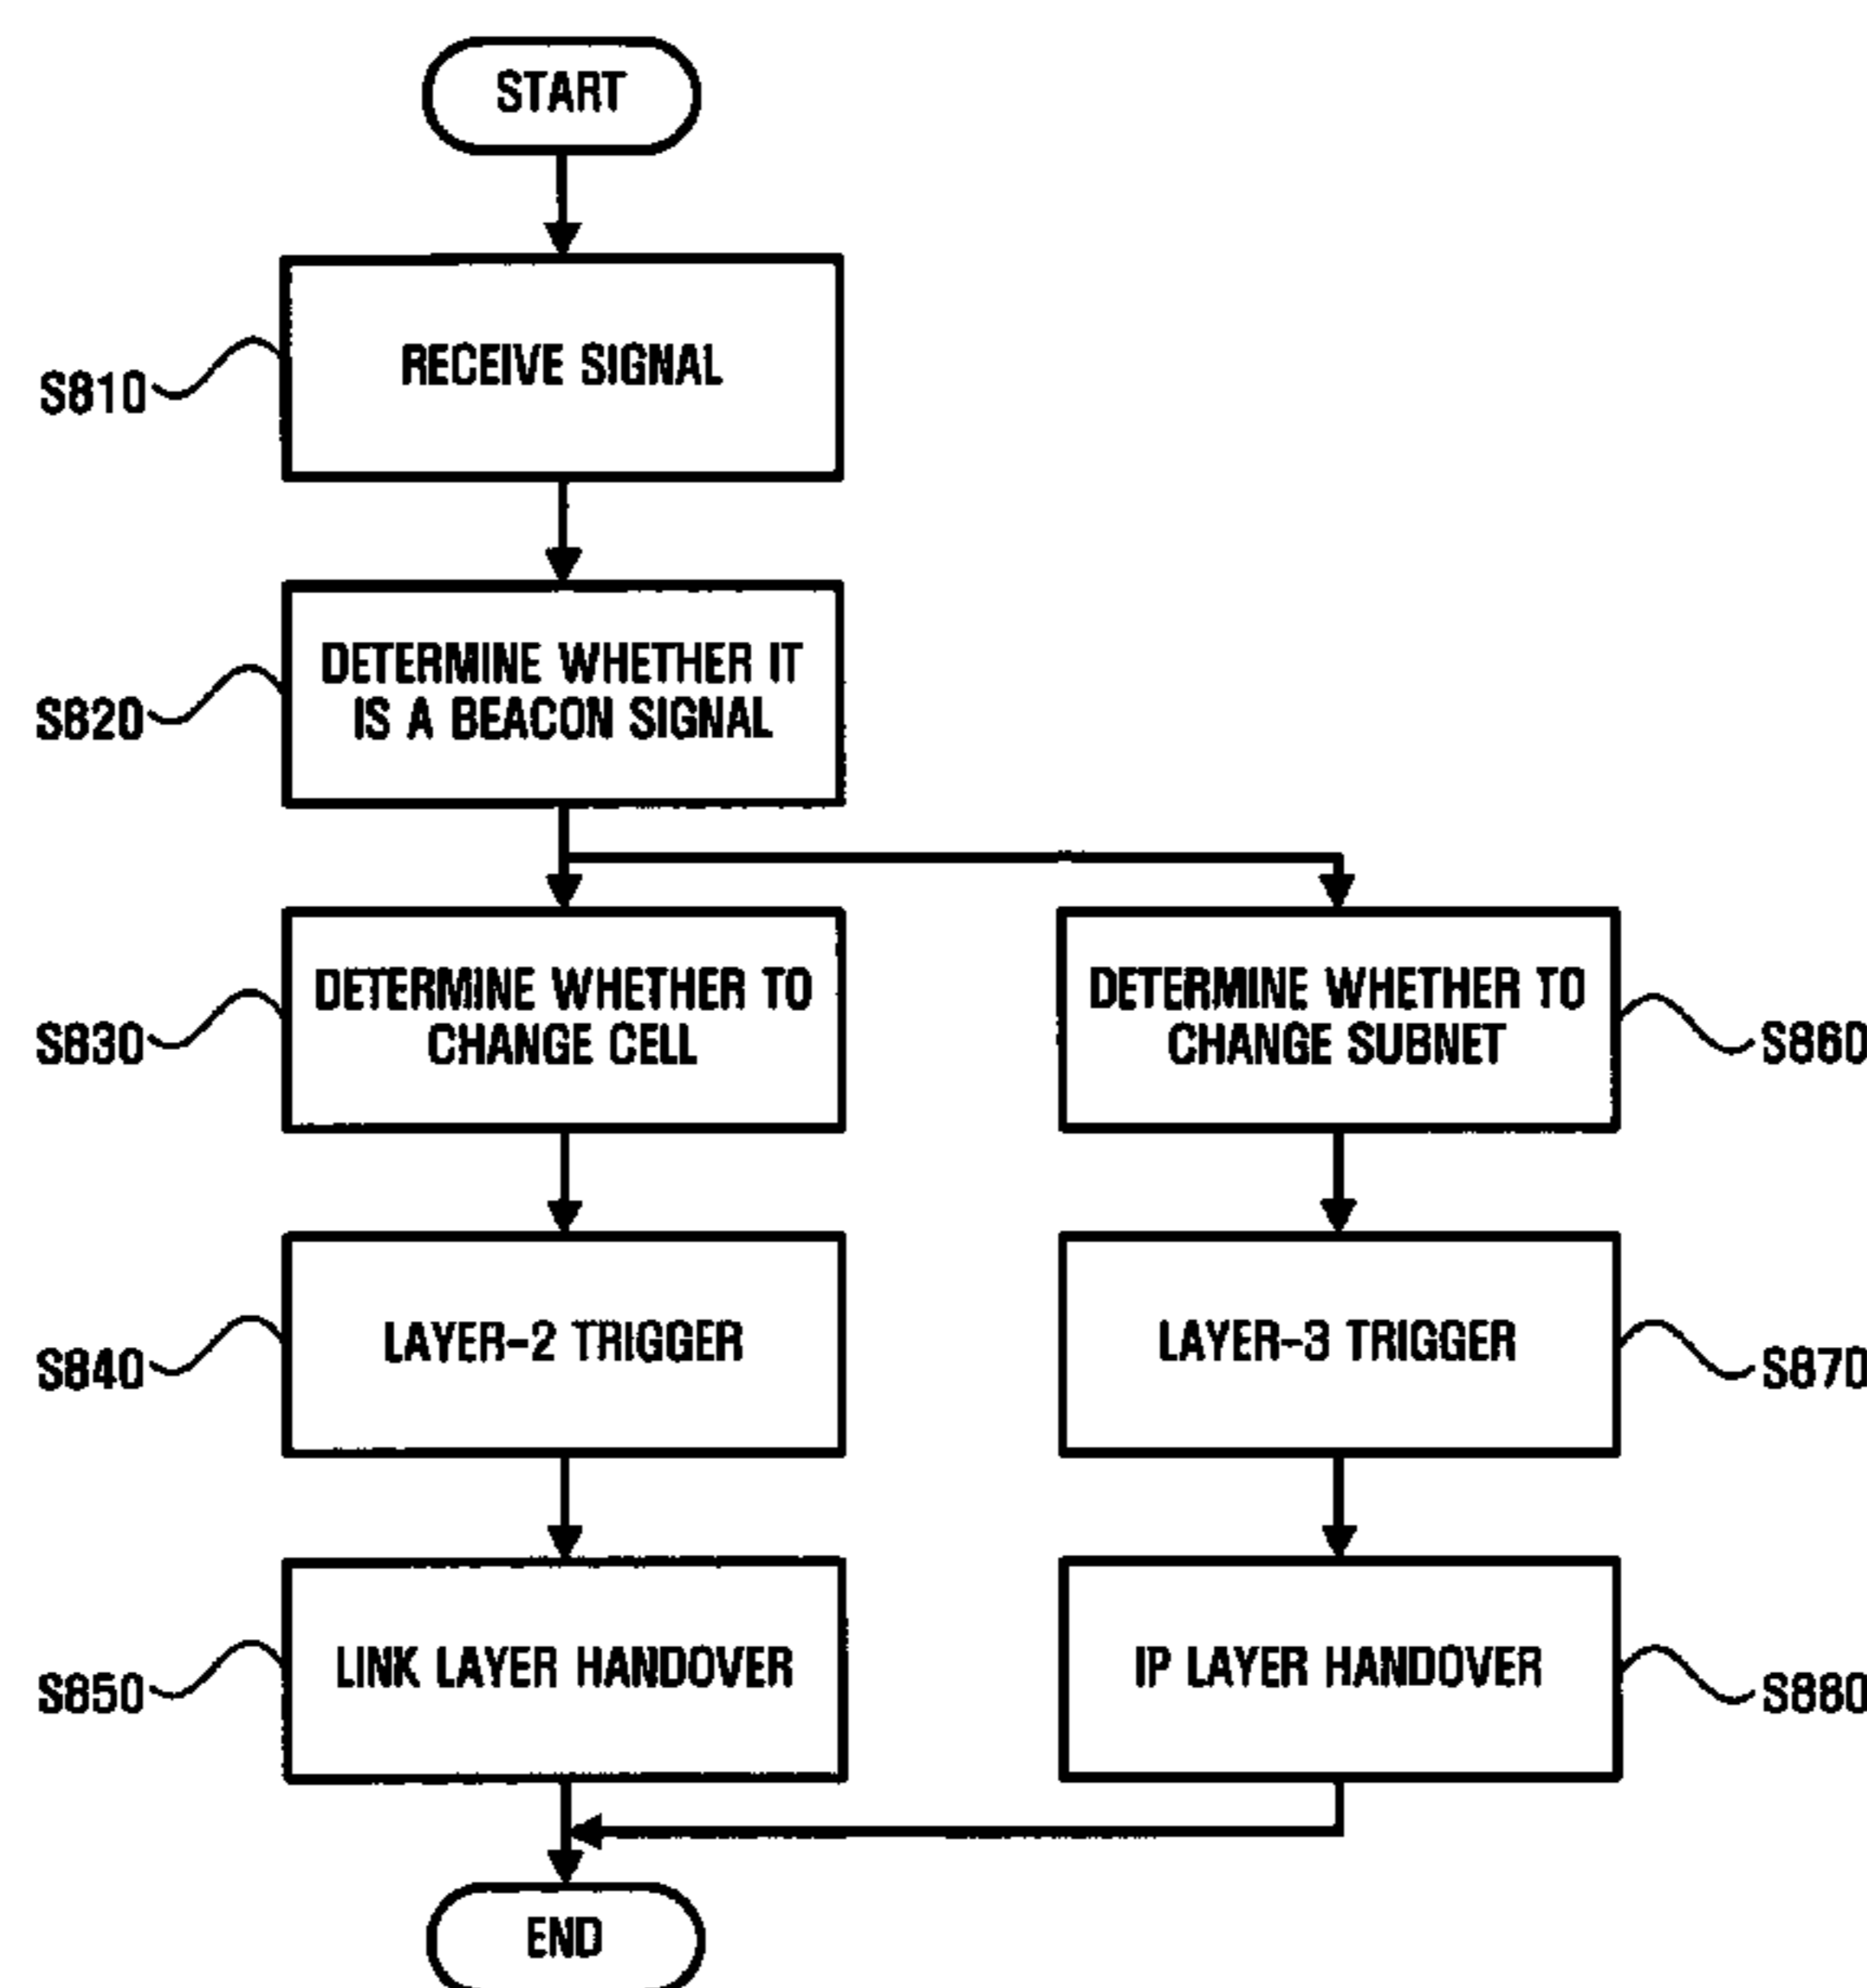 START
S810
RECEIVE SIGNAL
S820
DETERMINE WHETHER IT
IS A BEACON SIGNAL
S830
DETERMINE WHETHER TO
CHANGE CELL
DETERMINE WHETHER TO
CHANGE SUBNET
S860
S840
LAYER-2 TRIGGER
LAYER-3 TRIGGER
S870
S850
LINK LAYER HANDOVER
IP LAYER HANDOVER
S880
END